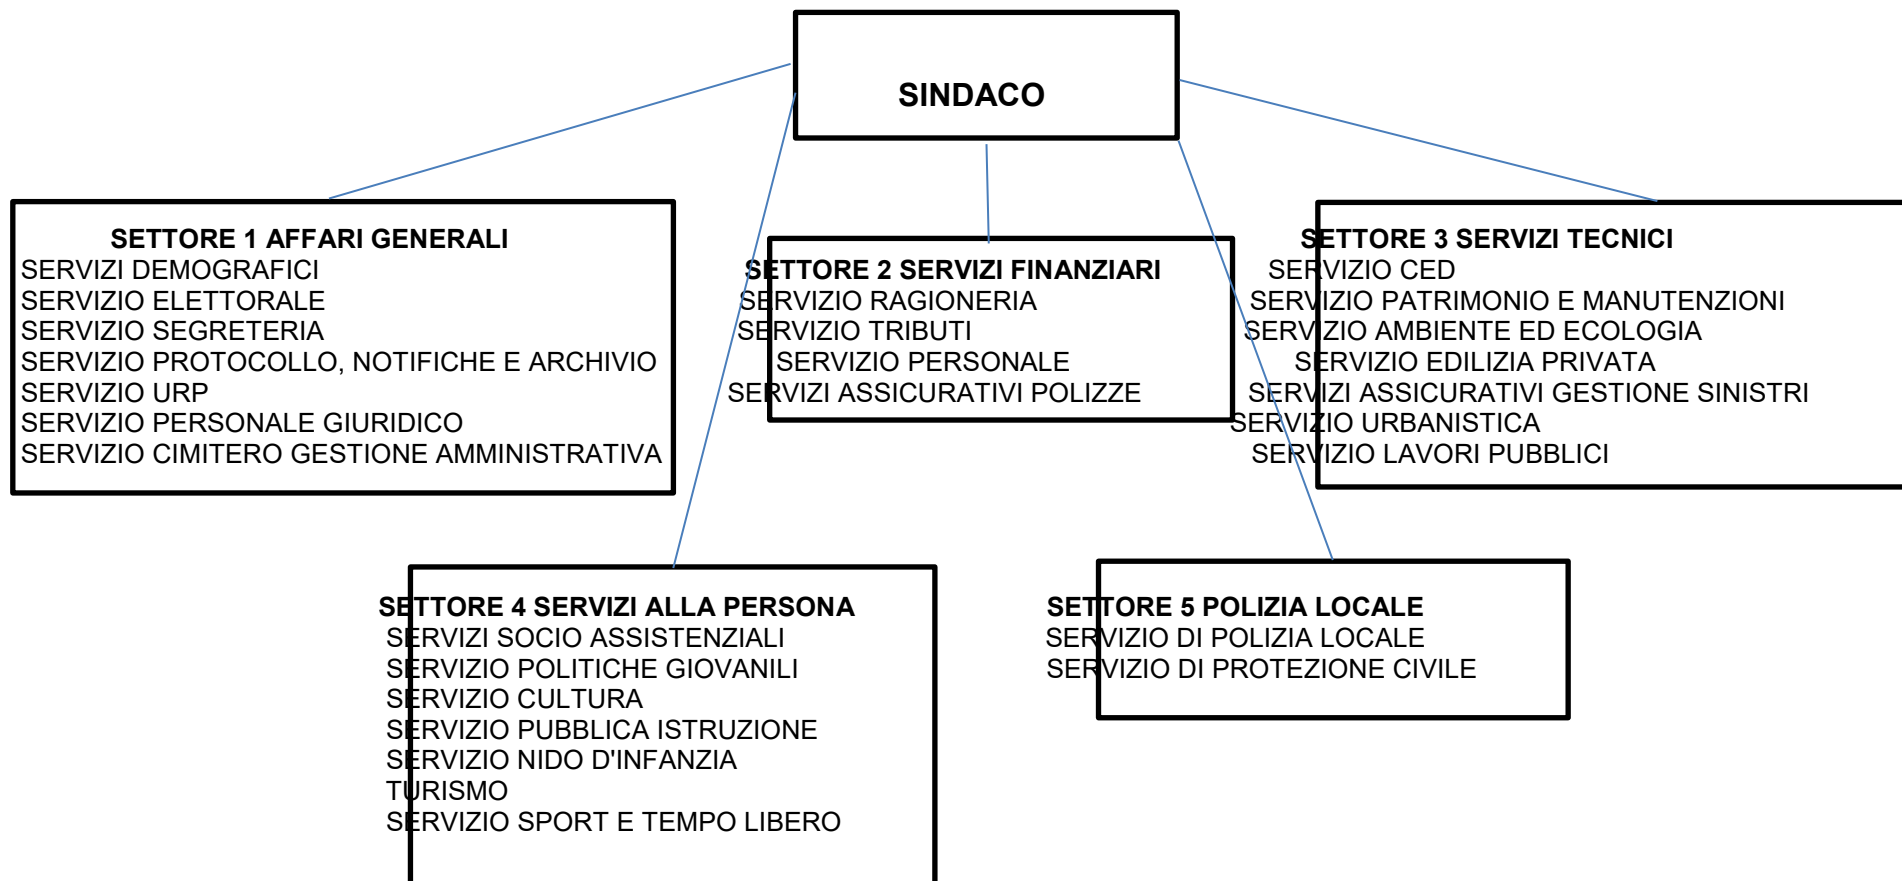 SINDACO
SETTORE 1 AFFARI GENERALI
SERVIZI DEMOGRAFICI
SERVIZIO ELETTORALE
SERVIZIO SEGRETERIA
SERVIZIO PROTOCOLLO, NOTIFICHE E ARCHIVIO
SERVIZIO URP
SERVIZIO PERSONALE GIURIDICO
SERVIZIO CIMITERO GESTIONE AMMINISTRATIVA
SETTORE 2 SERVIZI FINANZIARI
SERVIZIO RAGIONERIA
SERVIZIO TRIBUTI
SERVIZIO PERSONALE
SERVIZI ASSICURATIVI POLIZZE
SETTORE 3 SERVIZI TECNICI
SERVIZIO CED
SERVIZIO PATRIMONIO E MANUTENZIONI
SERVIZIO AMBIENTE ED ECOLOGIA
SERVIZIO EDILIZIA PRIVATA
SERVIZI ASSICURATIVI GESTIONE SINISTRI
SERVIZIO URBANISTICA
SERVIZIO LAVORI PUBBLICI
SETTORE 4 SERVIZI ALLA PERSONA
SERVIZI SOCIO ASSISTENZIALI
SERVIZIO POLITICHE GIOVANILI
SERVIZIO CULTURA
SERVIZIO PUBBLICA ISTRUZIONE
SERVIZIO NIDO D'INFANZIA
TURISMO
SERVIZIO SPORT E TEMPO LIBERO
SETTORE 5 POLIZIA LOCALE
SERVIZIO DI POLIZIA LOCALE
SERVIZIO DI PROTEZIONE CIVILE